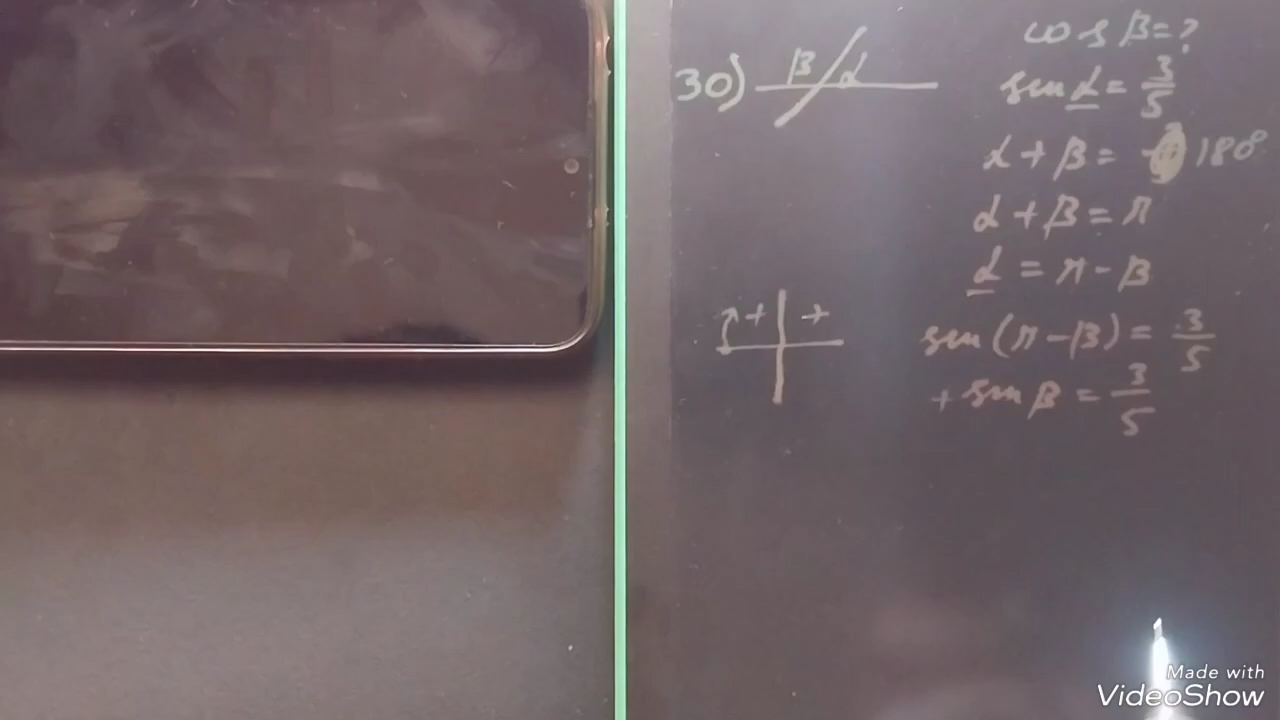 cos β = ?
30) β / α
sin α = 3/5
α + β = 180°
α + β = π
α = π - β
+ +
sin (π - β) = 3/5
+ sin β = 3/5
Made with
VideoShow